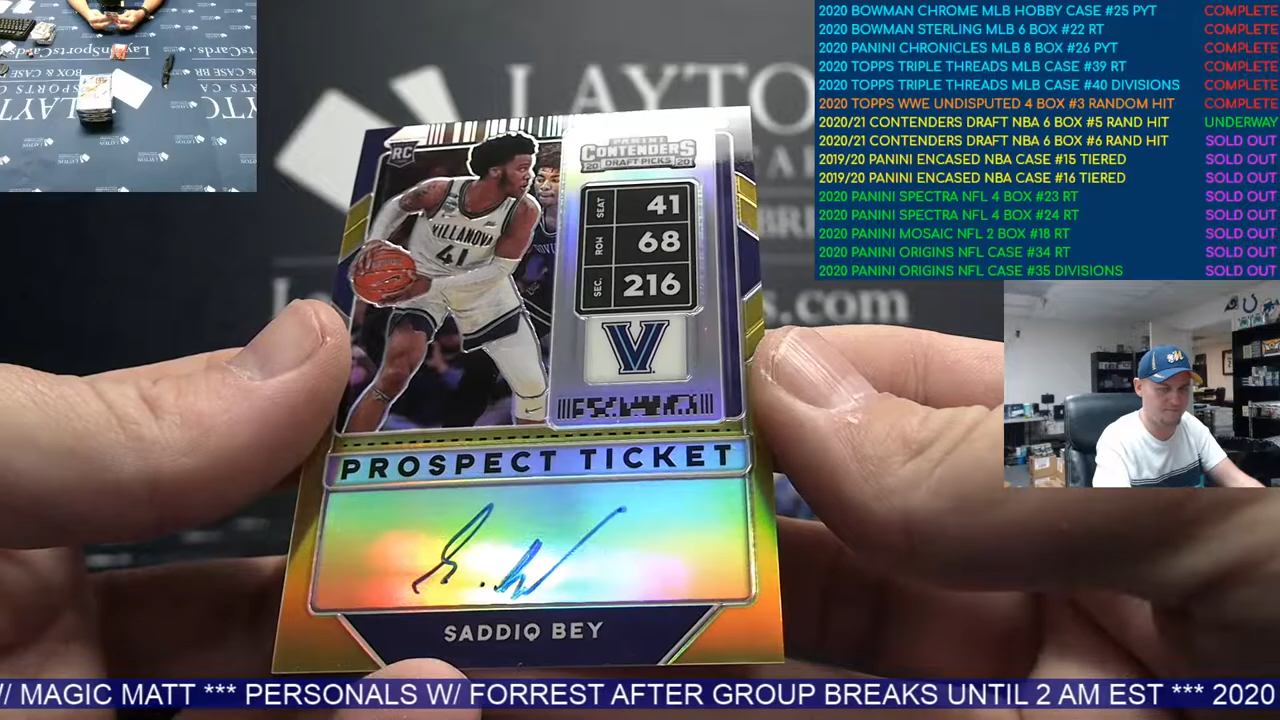 2020 BOWMAN CHROME MLB HOBBY CASE #25 PYT COMPLETE
2020 BOWMAN STERLING MLB 6 BOX #22 RT COMPLETE
2020 PANINI CHRONICLES MLB 8 BOX #26 PYT COMPLETE
2020 TOPPS TRIPLE THREADS MLB CASE #39 RT COMPLETE
2020 TOPPS TRIPLE THREADS MLB CASE #40 DIVISIONS COMPLETE
2020 TOPPS WWE UNDISPUTED 4 BOX #3 RANDOM HIT COMPLETE
2020/21 CONTENDERS DRAFT NBA 6 BOX #5 RAND HIT UNDERWAY
2020/21 CONTENDERS DRAFT NBA 6 BOX #6 RAND HIT SOLD OUT
2019/20 PANINI ENCASED NBA CASE #15 TIERED SOLD OUT
2019/20 PANINI ENCASED NBA CASE #16 TIERED SOLD OUT
2020 PANINI SPECTRA NFL 4 BOX #23 RT SOLD OUT
2020 PANINI SPECTRA NFL 4 BOX #24 RT SOLD OUT
2020 PANINI MOSAIC NFL 2 BOX #18 RT SOLD OUT
2020 PANINI ORIGINS NFL CASE #34 RT SOLD OUT
2020 PANINI ORIGINS NFL CASE #35 DIVISIONS SOLD OUT
LAYTO
RC
PANINI
CONTENDERS
20 DRAFT PICKS 20
SEAT 41
ROW 68
SEC. 216
VILLANOVA
41
V
PROSPECT TICKET
SADDIQ BEY
W/ MAGIC MATT *** PERSONALS W/ FORREST AFTER GROUP BREAKS UNTIL 2 AM EST *** 2020